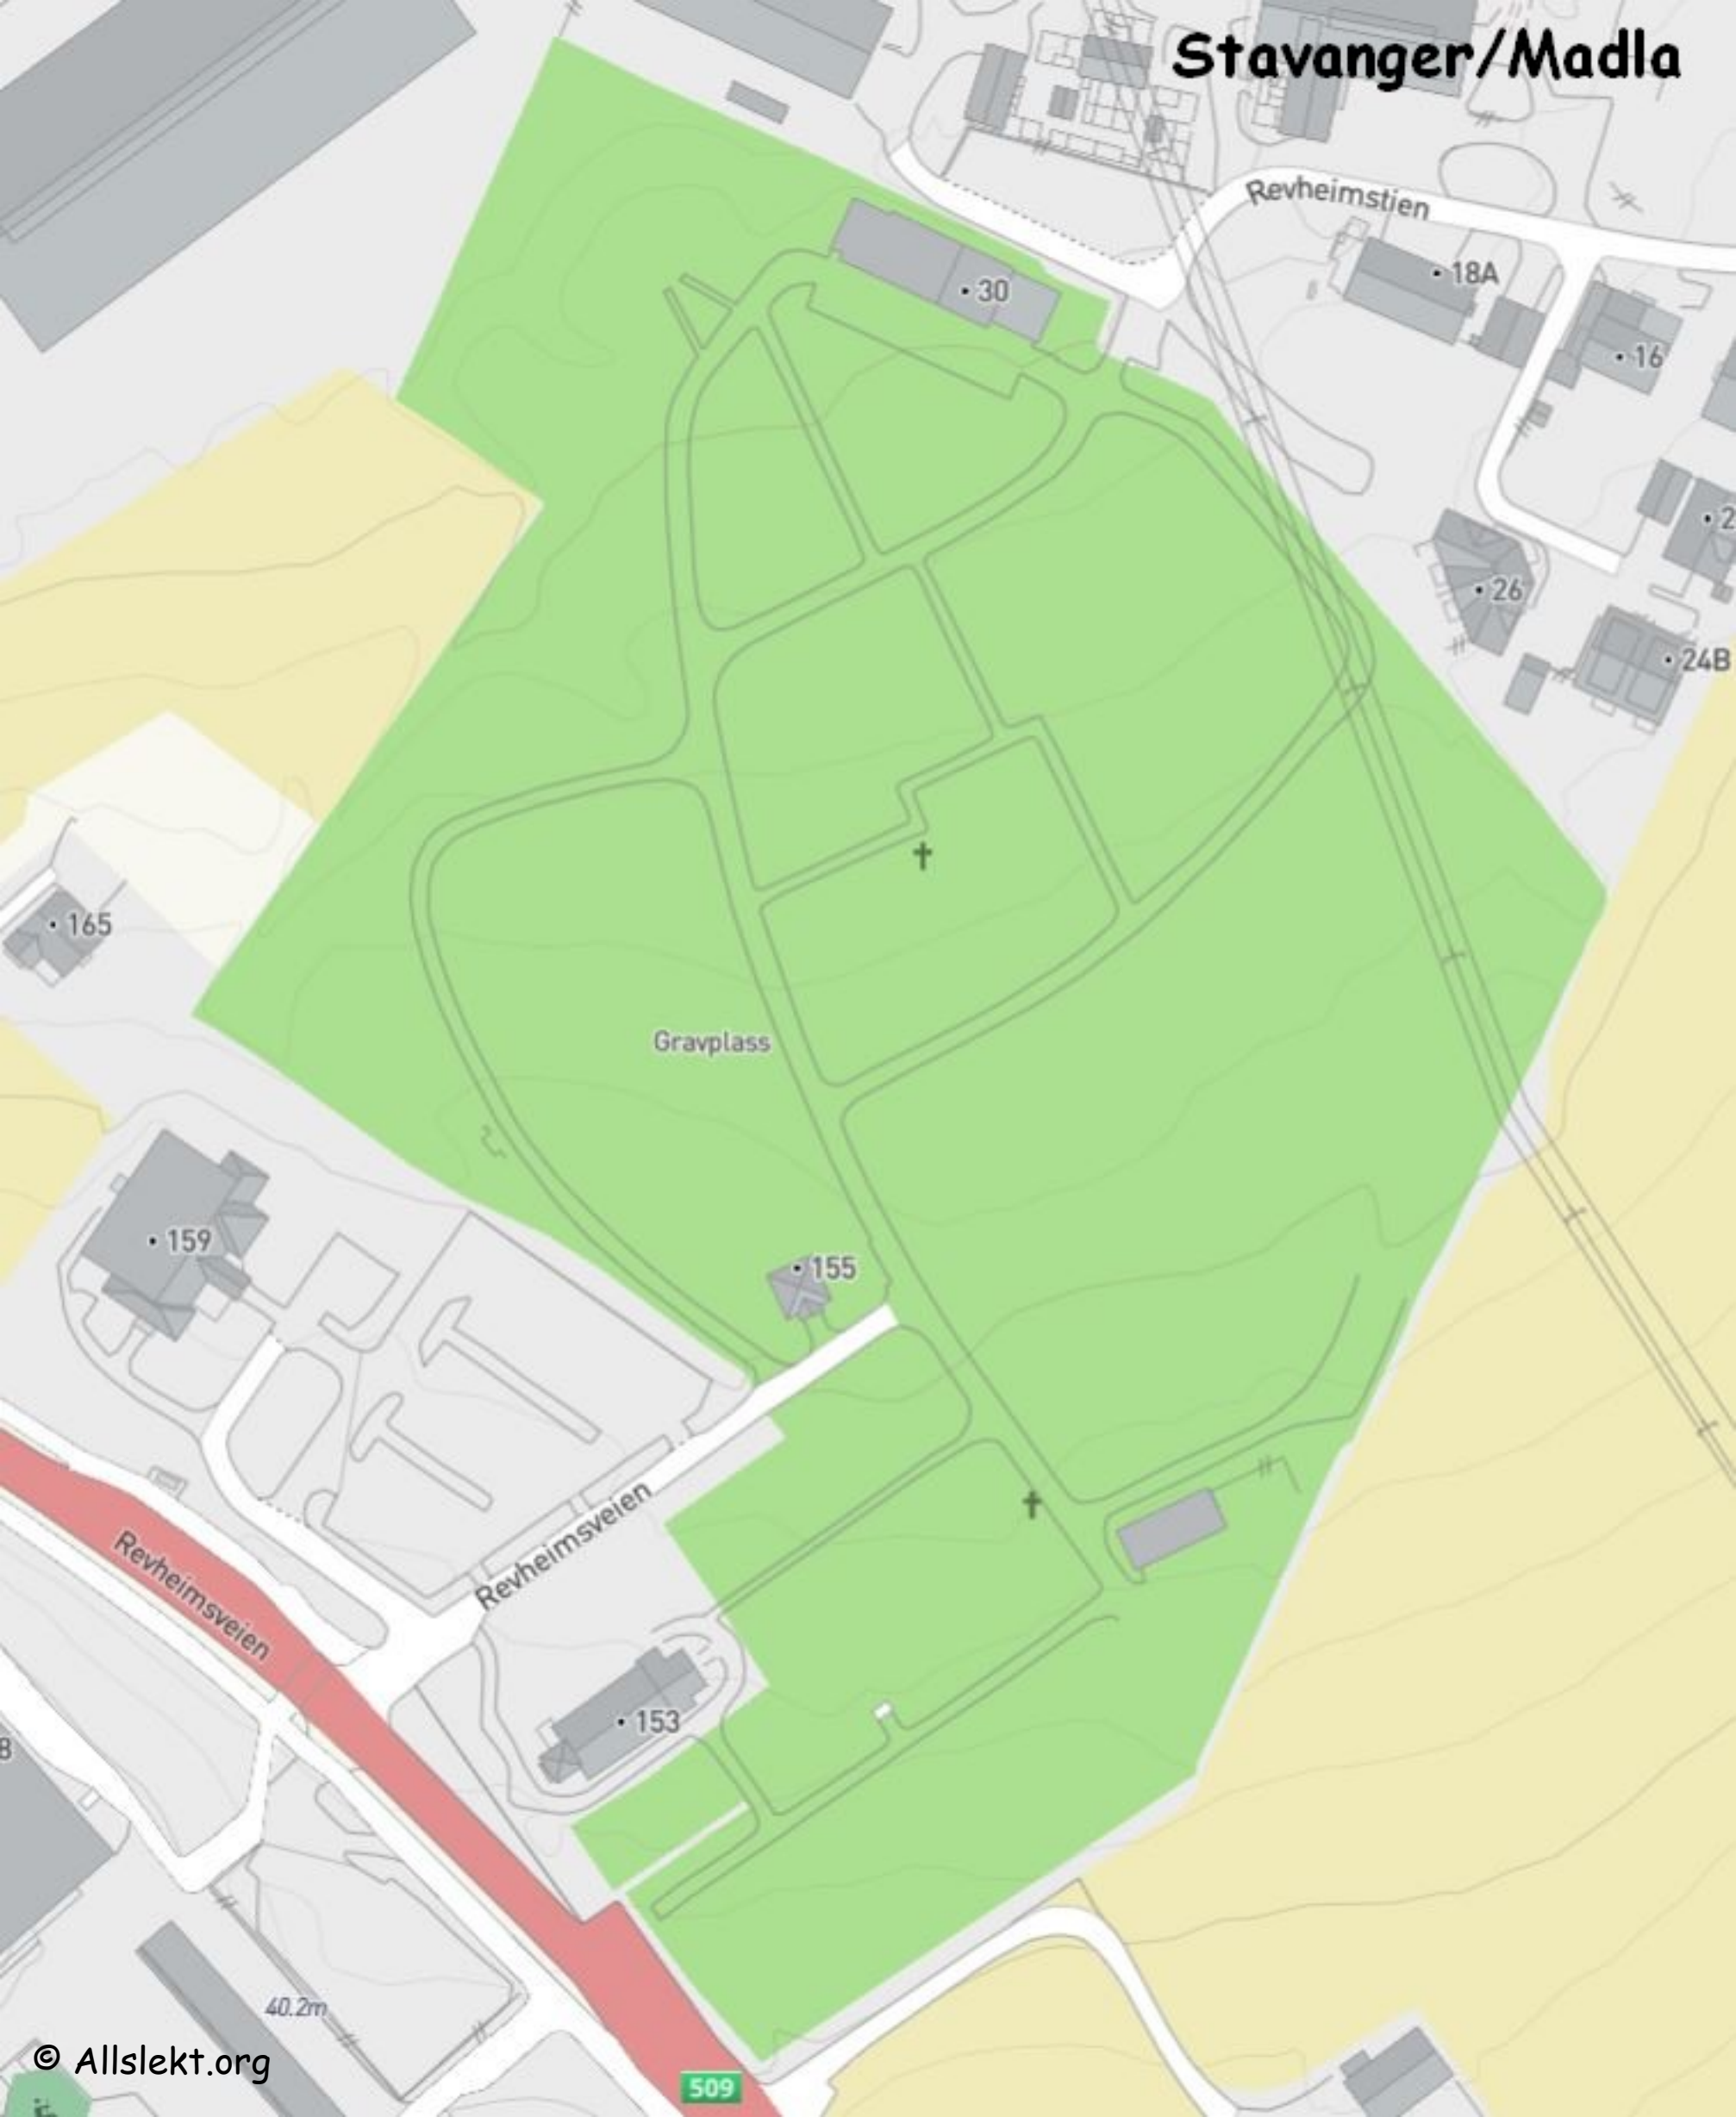 Stavanger/Madla
Revheimstien
18A
30
16
26
24B
165
Gravplass
159
155
Revheimsveien
Revheimsveien
153
40.2m
© Allslekt.org
509